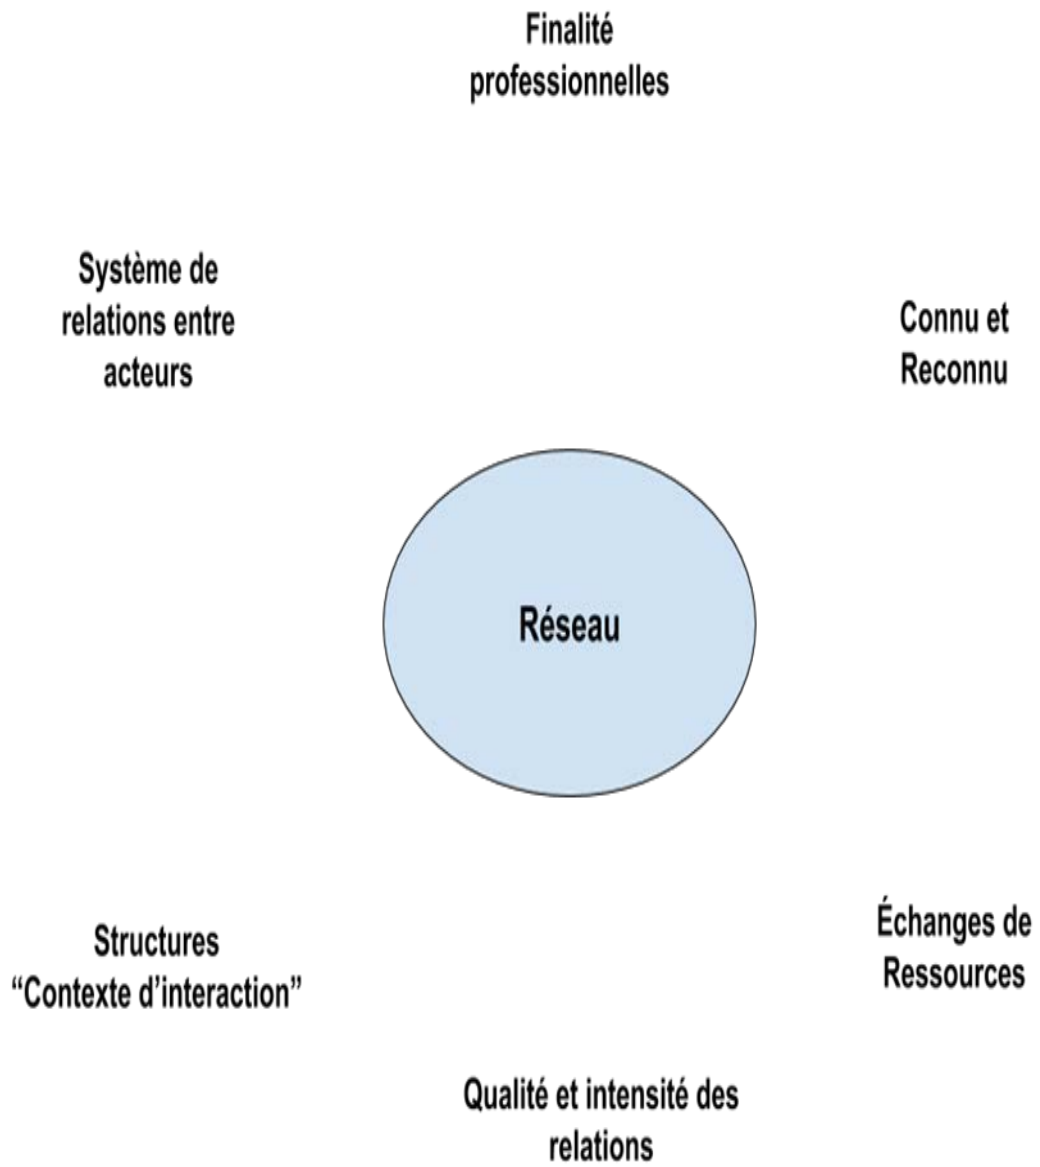 Finalité
professionnelles
Système de
relations entre
acteurs
Connu et
Reconnu
Réseau
Structures
“Contexte d’interaction”
Échanges de
Ressources
Qualité et intensité des
relations